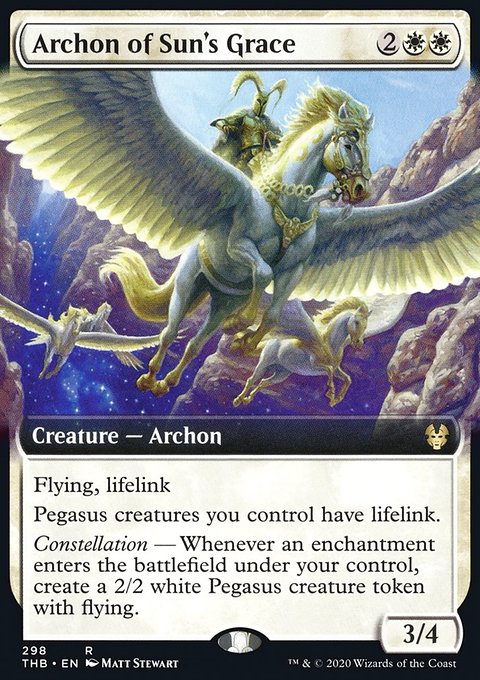 Archon of Sun's Grace 2
Creature — Archon
Flying, lifelink
Pegasus creatures you control have lifelink.
Constellation — Whenever an enchantment
enters the battlefield under your control,
create a 2/2 white Pegasus creature token
with flying.
3/4
298 R
THB • EN Matt Stewart
™ & © 2020 Wizards of the Coast